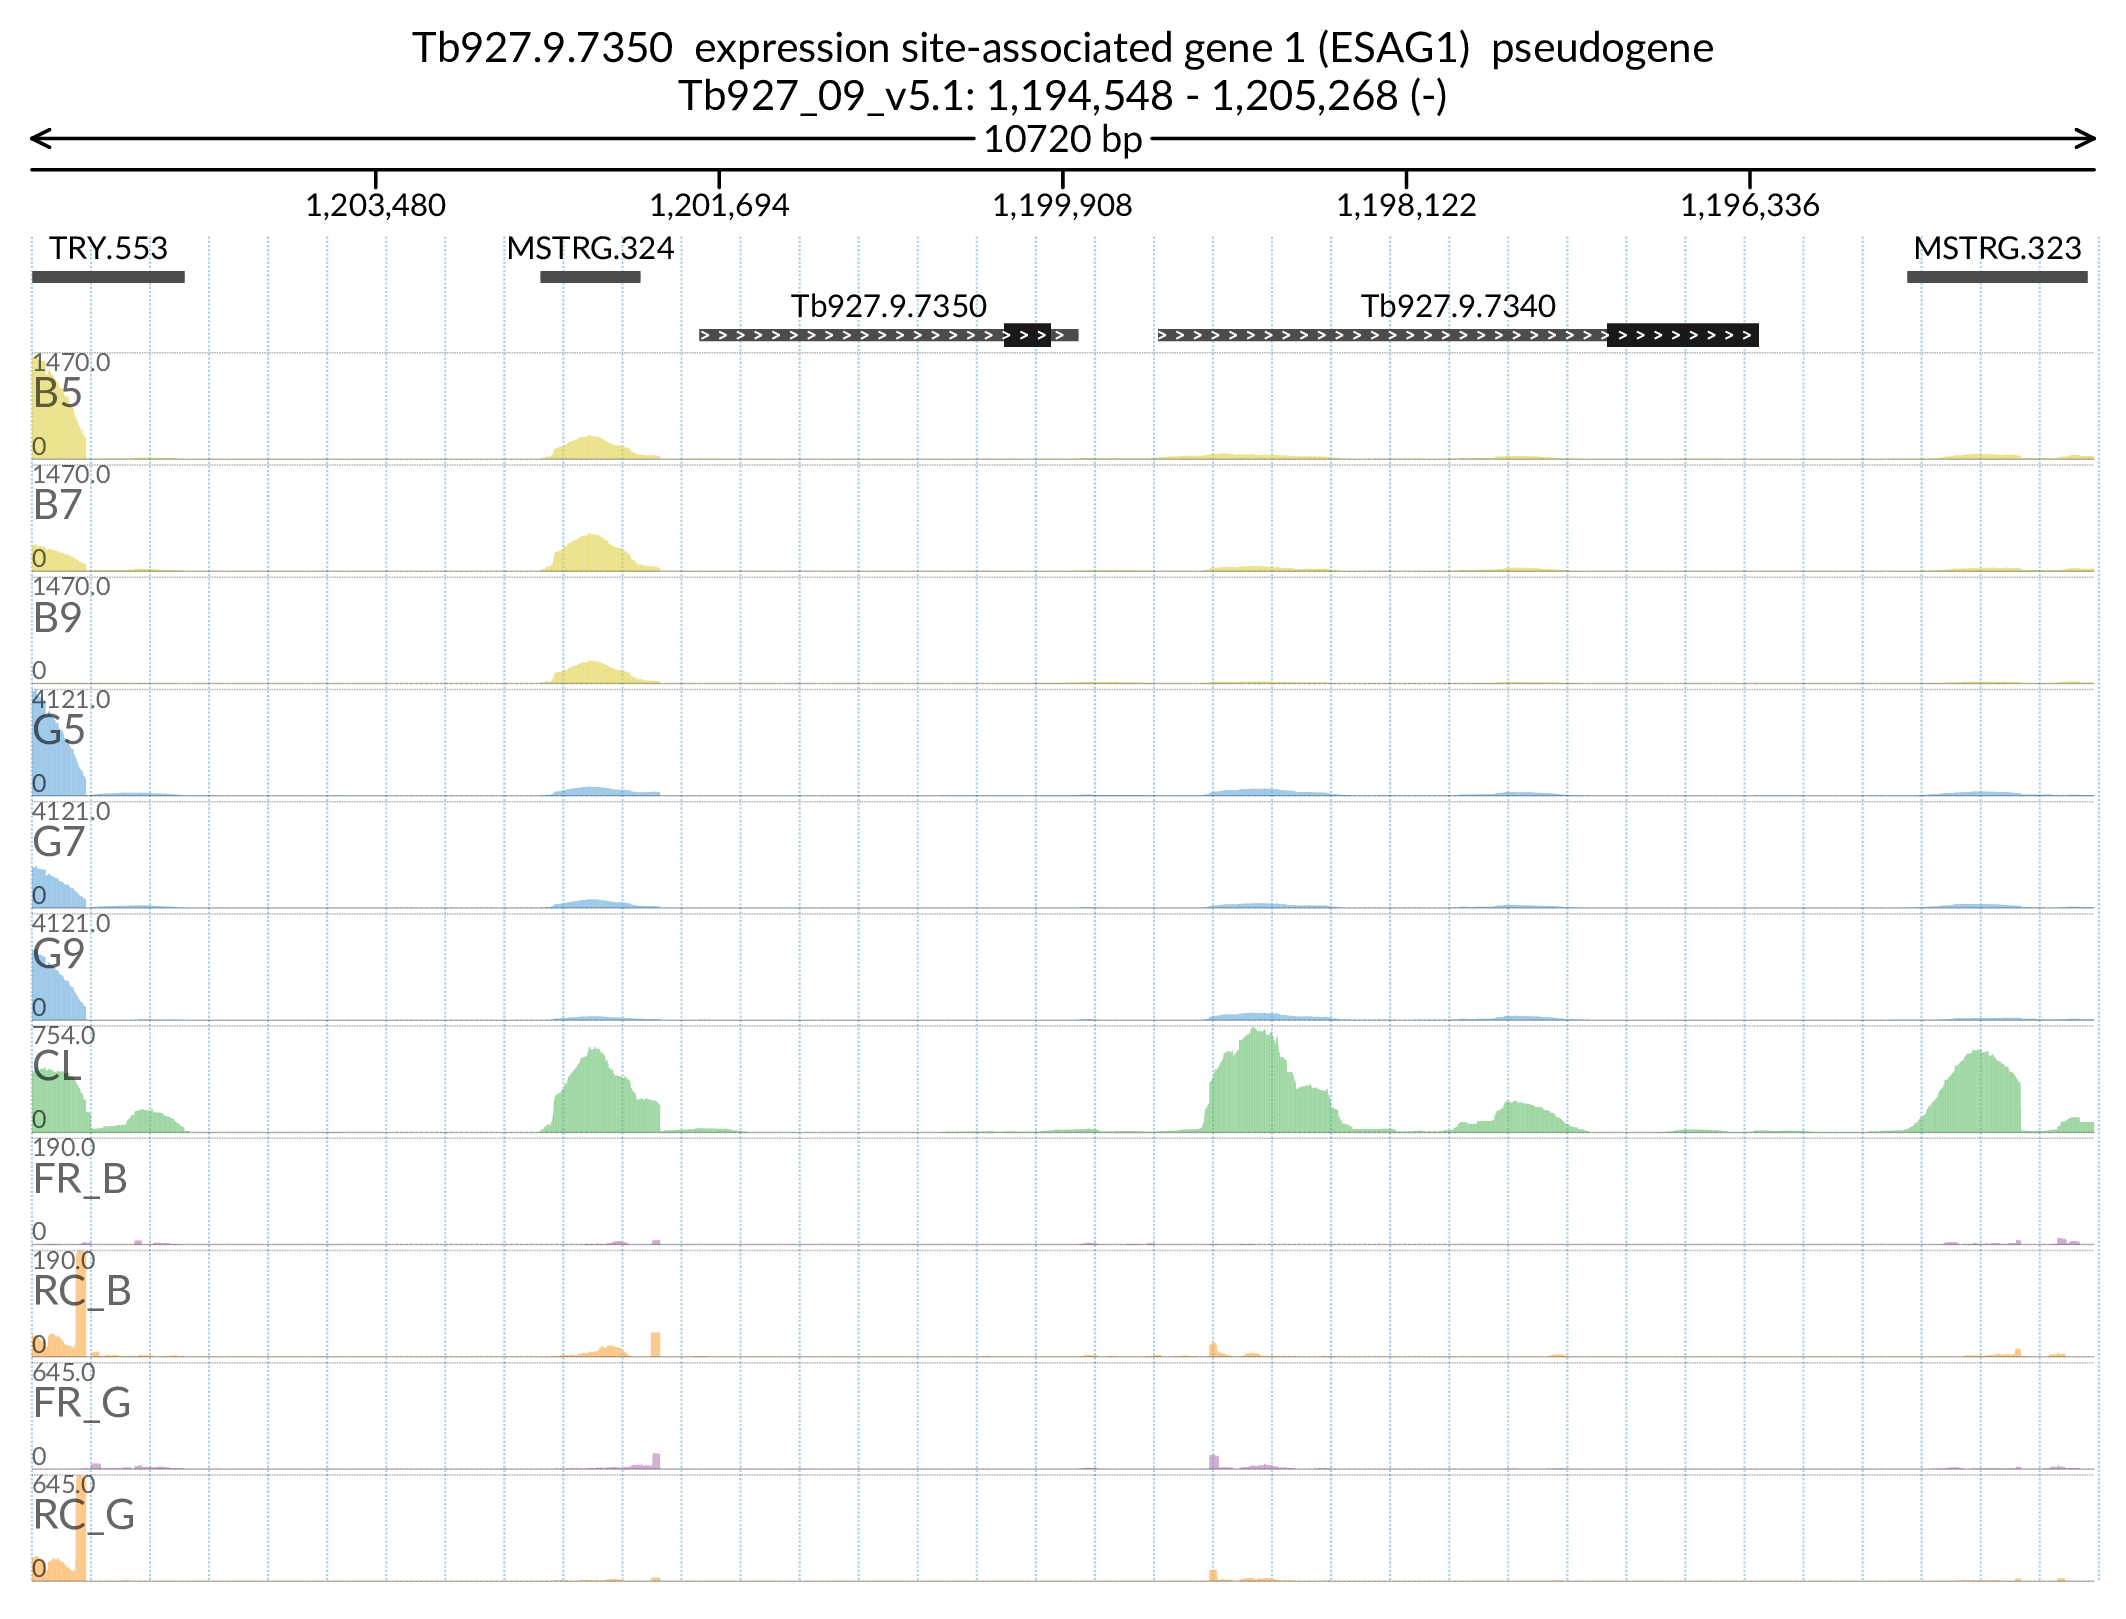 Tb927.9.7350 expression site-associated gene 1 (ESAG1) pseudogene
Tb927_09_v5.1: 1,194,548 - 1,205,268 (-)
10720 bp
1,203,480 1,201,694 1,199,908 1,198,122 1,196,336
TRY.553 MSTRG.324 MSTRG.323
Tb927.9.7350 Tb927.9.7340
1470.0
B5
0
1470.0
B7
0
1470.0
B9
0
4121.0
G5
0
4121.0
G7
0
4121.0
G9
0
754.0
CL
0
190.0
FR_B
0
190.0
RC_B
0
645.0
FR_G
0
645.0
RC_G
0